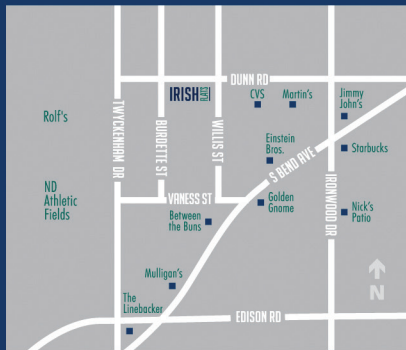 DUNN RD
IRISH FLATS
CVS
Martin's
Jimmy
John's
Rolf's
TWYCKENHAM DR
BURDETTE ST
WILLIS ST
Einstein
Bros.
S BEND AVE
Starbucks
IRONWOOD DR
ND
Athletic
Fields
VANESS ST
Golden
Gnome
Between
the Buns
Nick's
Patio
Mulligan's
N
The
Linebacker
EDISON RD